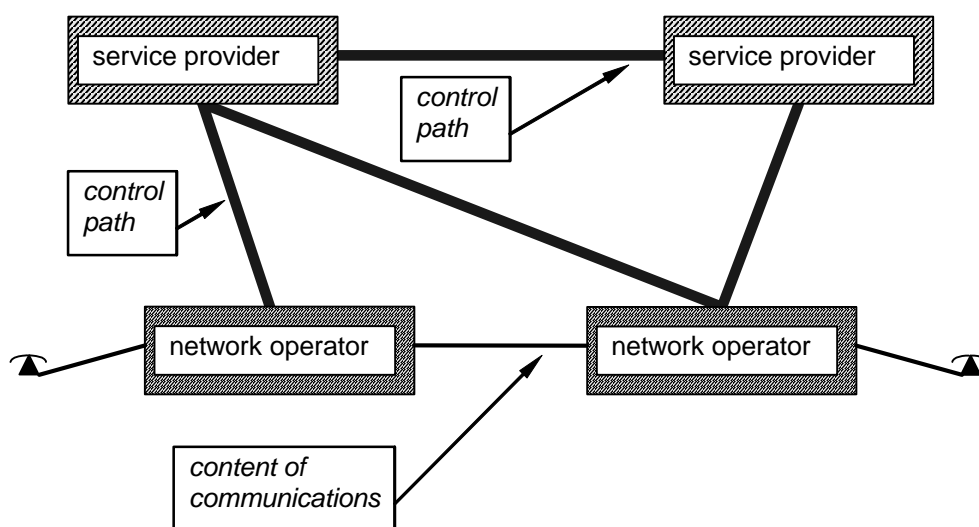 service provider
service provider
control
path
control
path
network operator
network operator
content of
communications